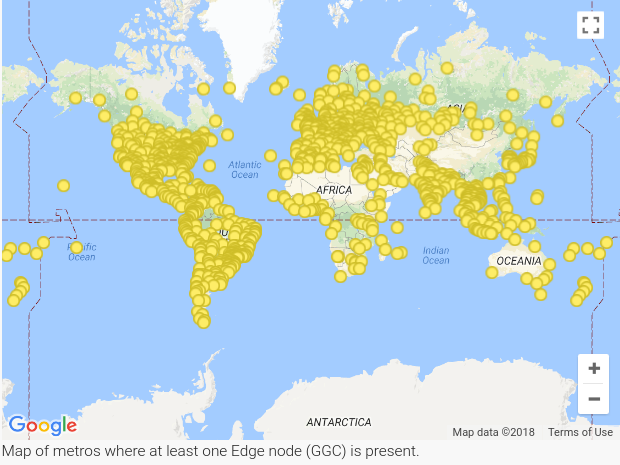 ASIA
Atlantic
Ocean
AFRICA
Pacific
Ocean
Indian
Ocean
OCEANIA
ANTARCTICA
+
−
Google
Map data ©2018 Terms of Use
Map of metros where at least one Edge node (GGC) is present.